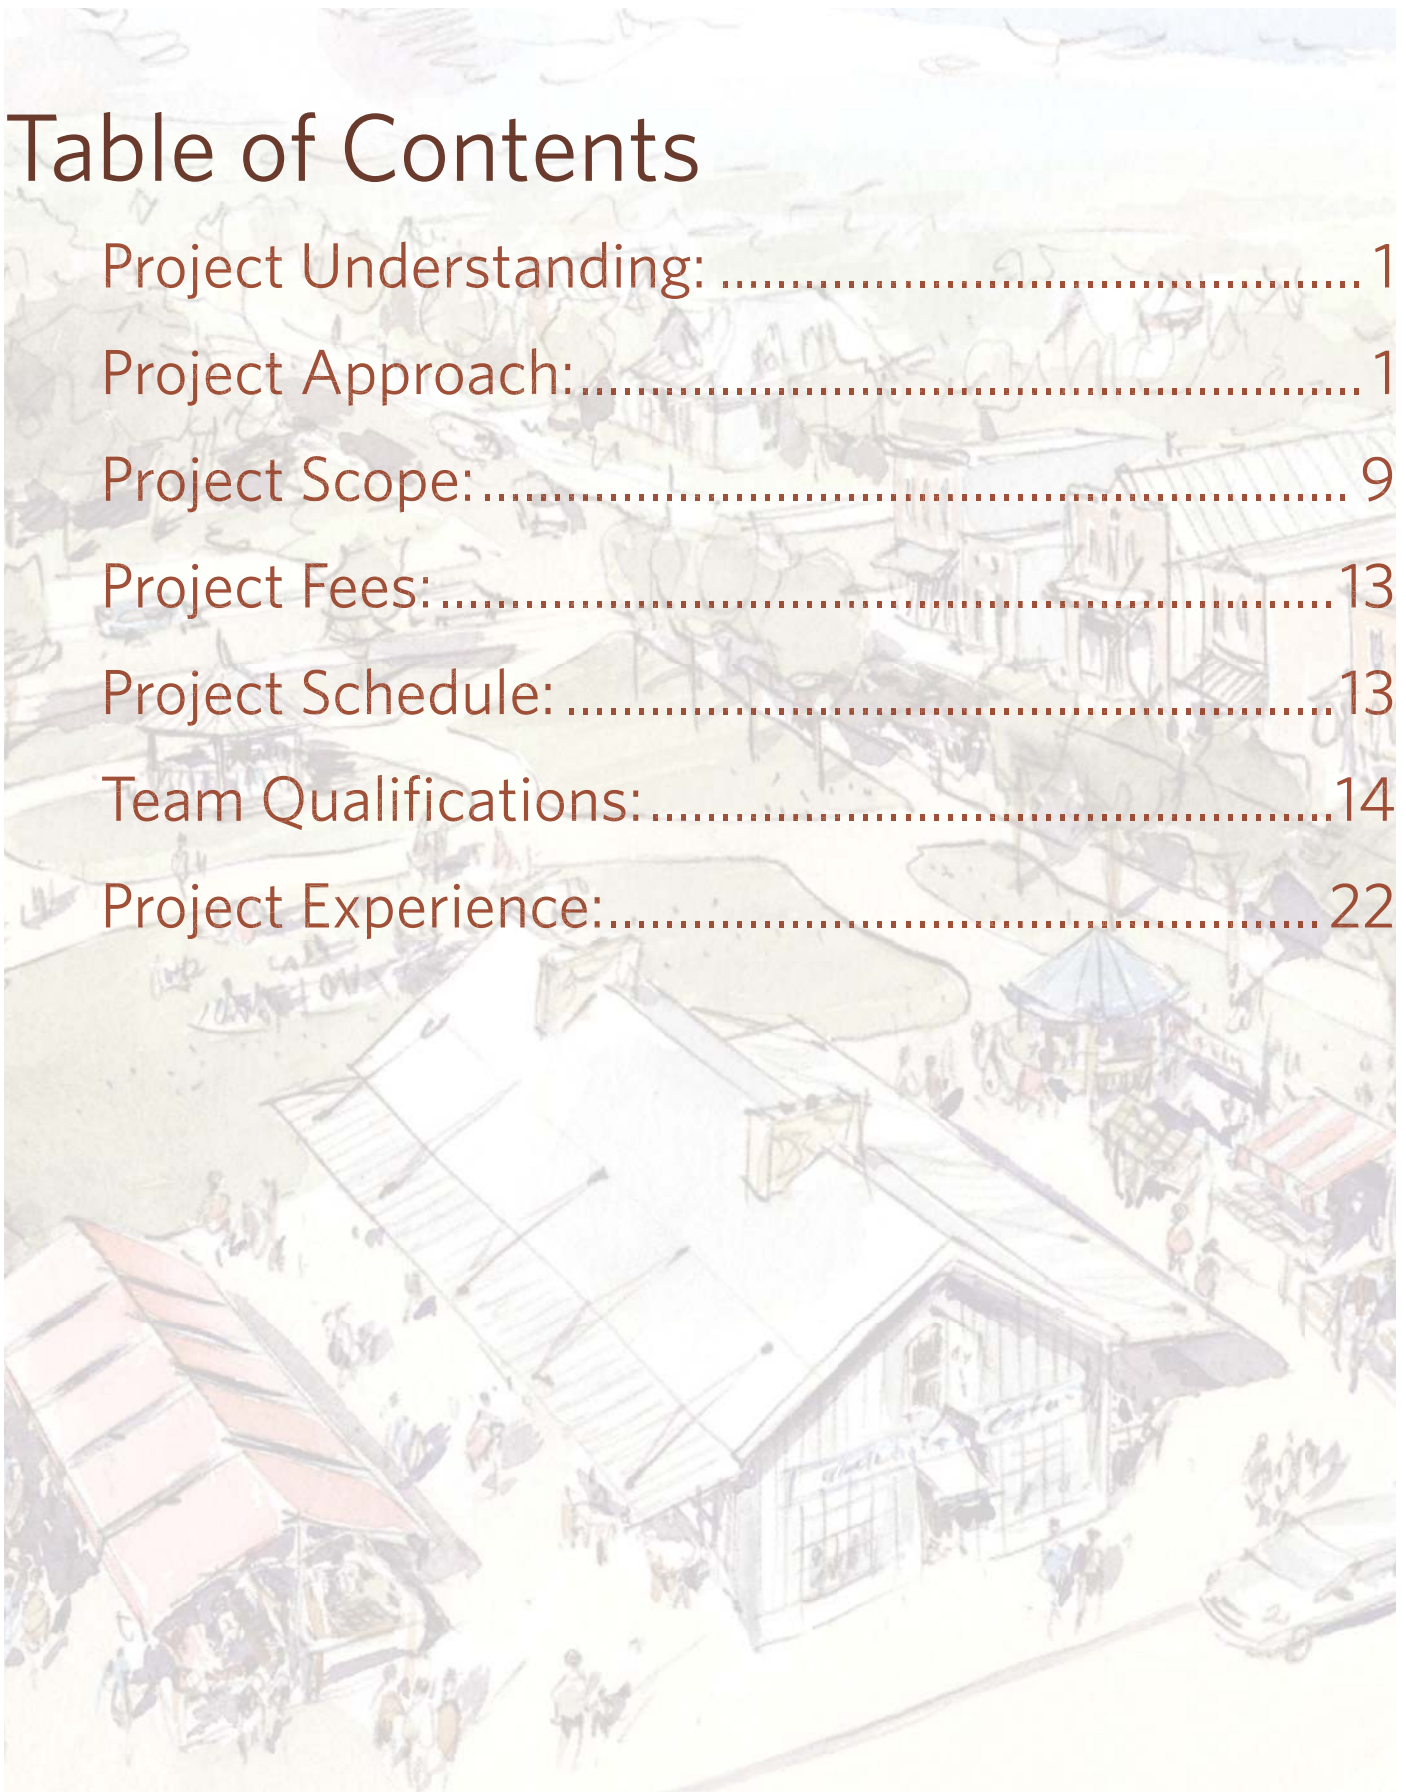 Table of Contents
Project Understanding: .............................................. 1
Project Approach:........................................................ 1
Project Scope:.............................................................. 9
Project Fees:................................................................13
Project Schedule: .......................................................13
Team Qualifications:.................................................14
Project Experience:................................................... 22